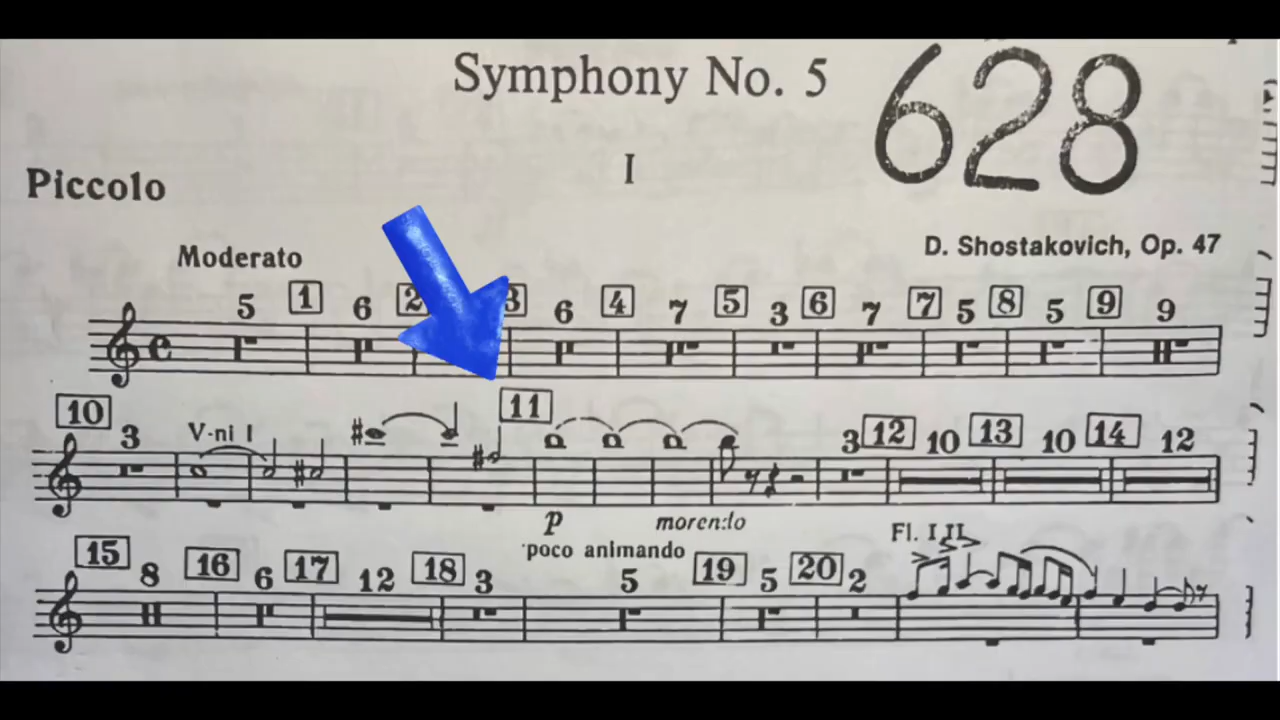 Symphony No. 5
628
I
Piccolo
D. Shostakovich, Op. 47
Moderato
5 1 6 2 3 6 4 7 5 3 6 7 7 5 8 5 9 9
10 3 V-ni I 11 3 12 10 13 10 14 12
p morendo
poco animando
Fl. I, II
15 8 16 6 17 12 18 3 5 19 5 20 2